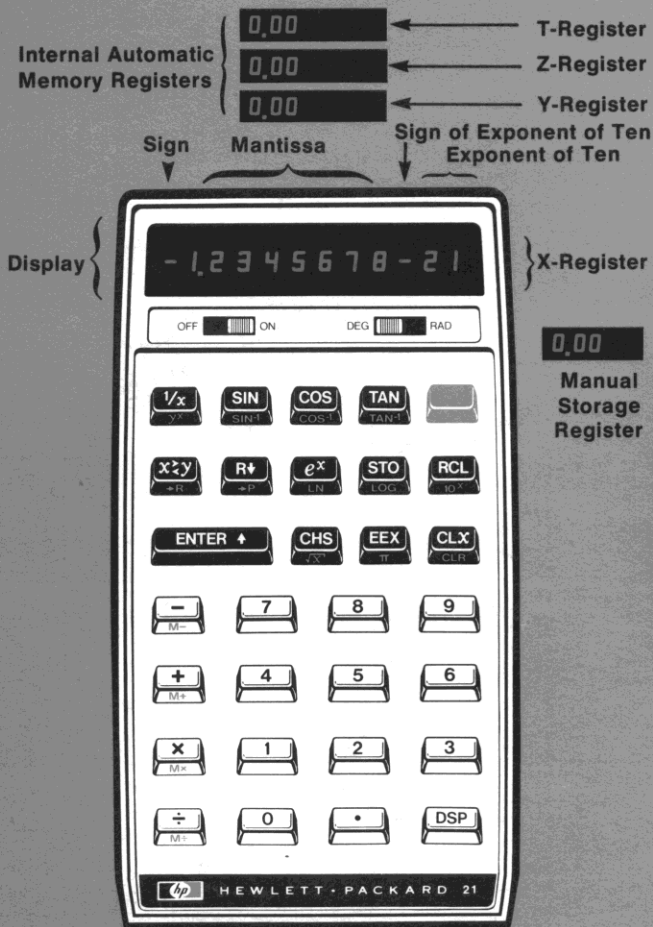 0.00
T-Register
Internal Automatic
Memory Registers
0.00
Z-Register
0.00
Y-Register
Sign of Exponent of Ten
Exponent of Ten
Sign
Mantissa
Display
-1.2345678-21
X-Register
OFF ON DEG RAD
0.00
Manual
Storage
Register
1/x SIN COS TAN
yˣ SIN⁻¹ COS⁻¹ TAN⁻¹
x≷y R↓ eˣ STO RCL
→R →P LN LOG 10ˣ
ENTER ↑ CHS EEX CLx
√x π CLR
− 7 8 9
M−
+ 4 5 6
M+
× 1 2 3
M×
÷ 0 • DSP
M÷
hp HEWLETT·PACKARD 21